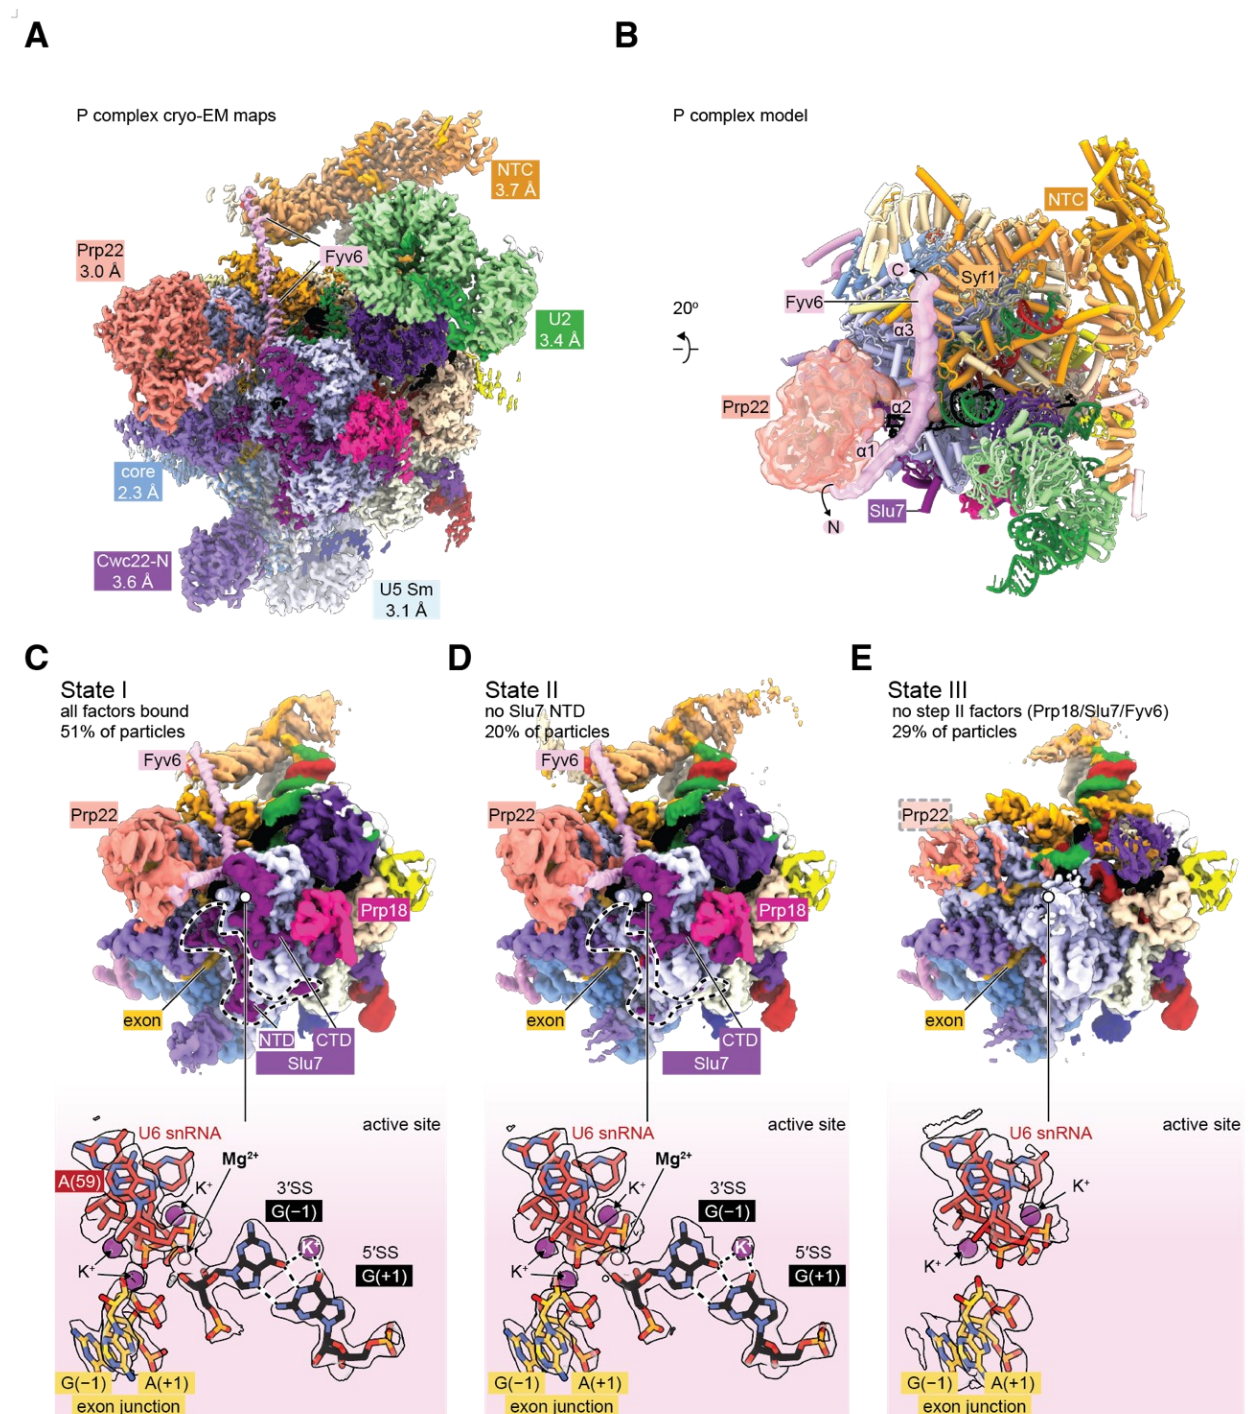 A
P complex cryo-EM maps
NTC
3.7 Å
Prp22
3.0 Å
Fyv6
U2
3.4 Å
core
2.3 Å
Cwc22-N
3.6 Å
U5 Sm
3.1 Å
B
P complex model
NTC
20°
C
Syf1
Fyv6
α3
Prp22
α2
α1
Slu7
N
C
State I
all factors bound
51% of particles
Fyv6
Prp22
Prp18
exon
NTD
CTD
Slu7
active site
U6 snRNA
Mg²⁺
A(59)
K⁺
3′SS
G(−1)
K⁺
5′SS
G(+1)
K⁺
G(−1)
A(+1)
exon junction
D
State II
no Slu7 NTD
20% of particles
Fyv6
Prp22
Prp18
exon
CTD
Slu7
active site
U6 snRNA
Mg²⁺
K⁺
3′SS
G(−1)
K⁺
5′SS
G(+1)
K⁺
G(−1)
A(+1)
exon junction
E
State III
no step II factors (Prp18/Slu7/Fyv6)
29% of particles
Prp22
exon
active site
U6 snRNA
K⁺
K⁺
G(−1)
A(+1)
exon junction